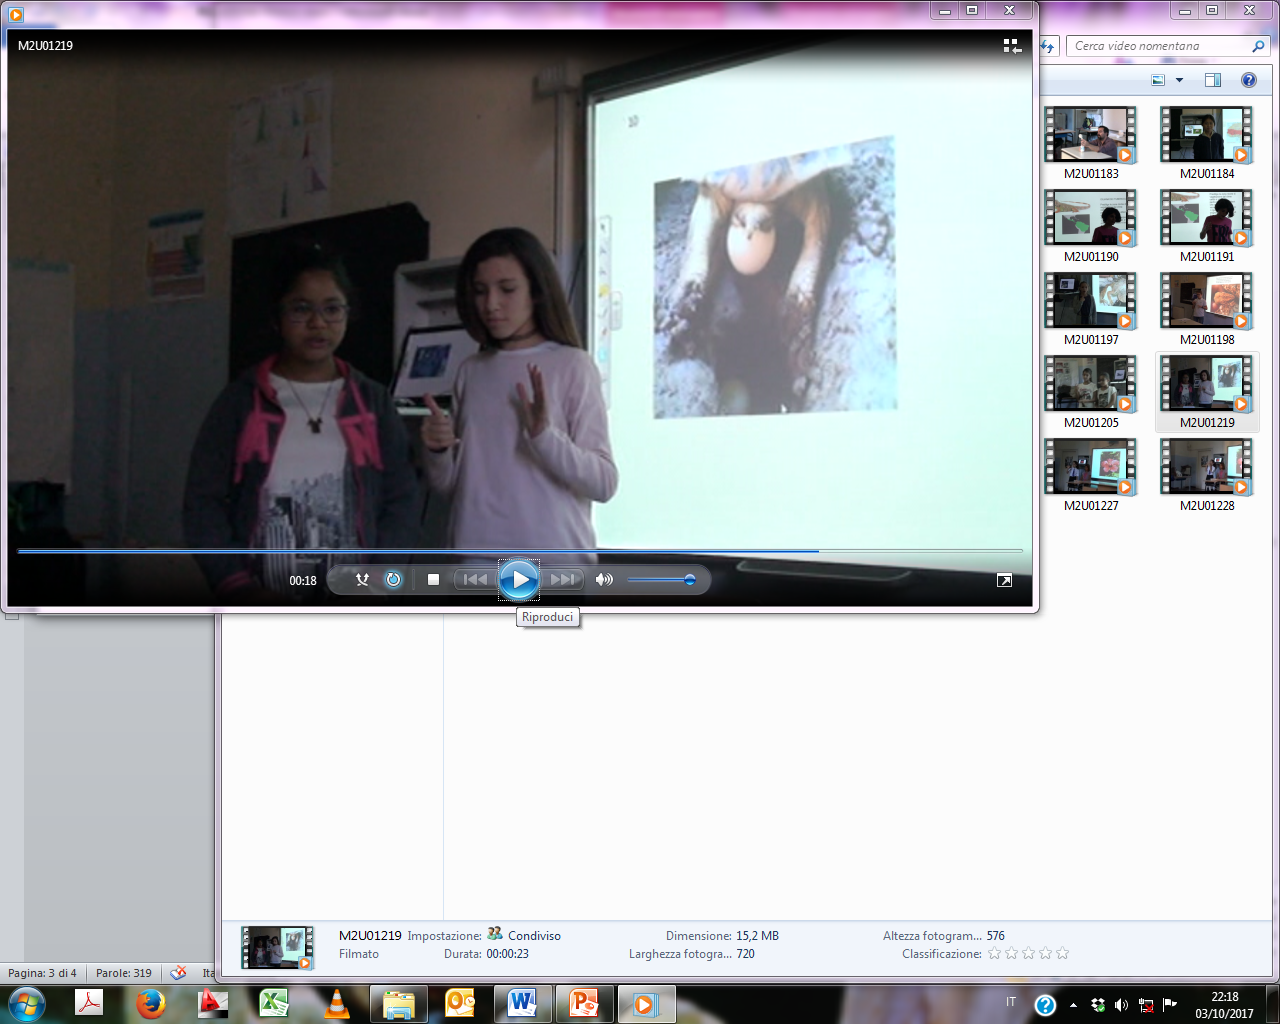 M2U01219
Cerca video nomentana
10
M2U01183
M2U01184
M2U01190
M2U01191
M2U01197
M2U01198
M2U01205
M2U01219
M2U01227
M2U01228
00:18
Riproduci
M2U01219 Impostazione: Condiviso Dimensione: 15,2 MB Altezza fotogram... 576
Filmato Durata: 00:00:23 Larghezza fotogra... 720 Classificazione:
Pagina: 3 di 4 Parole: 319 Ita
IT
22:18
03/10/2017